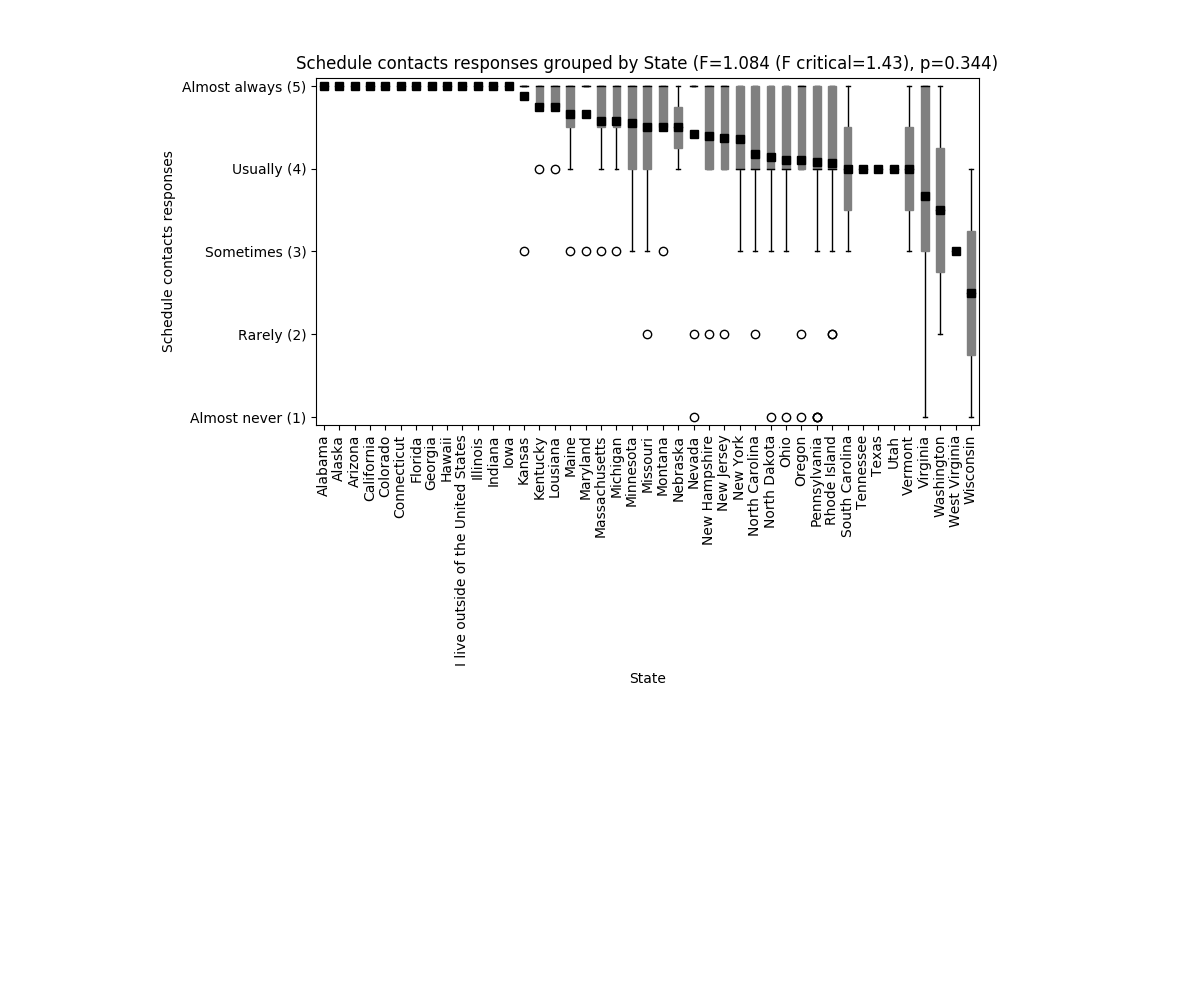 Schedule contacts responses grouped by State (F=1.084 (F critical=1.43), p=0.344)
Schedule contacts responses
Almost always (5)
Usually (4)
Sometimes (3)
Rarely (2)
Almost never (1)
Alabama
Alaska
Arizona
California
Colorado
Connecticut
Florida
Georgia
Hawaii
I live outside of the United States
Illinois
Indiana
Iowa
Kansas
Kentucky
Lousiana
Maine
Maryland
Massachusetts
Michigan
Minnesota
Missouri
Montana
Nebraska
Nevada
New Hampshire
New Jersey
New York
North Carolina
North Dakota
Ohio
Oregon
Pennsylvania
Rhode Island
South Carolina
Tennessee
Texas
Utah
Vermont
Virginia
Washington
West Virginia
Wisconsin
State